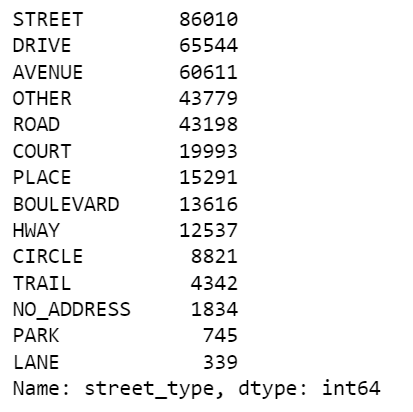 STREET 86010
DRIVE 65544
AVENUE 60611
OTHER 43779
ROAD 43198
COURT 19993
PLACE 15291
BOULEVARD 13616
HWAY 12537
CIRCLE 8821
TRAIL 4342
NO_ADDRESS 1834
PARK 745
LANE 339
Name: street_type, dtype: int64